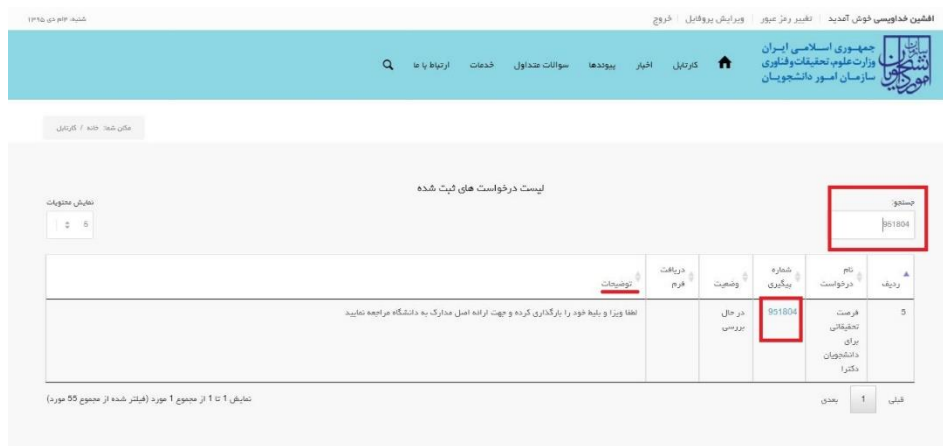 افشین خداویسی خوش آمدید | تغییر رمز عبور | ویرایش پروفایل | خروج
شنبه، ۴ام دی ۱۳۹۵
سازمان امور دانشجویان
جمهوری اسلامی ایران
وزارت علوم، تحقیقات و فناوری
سازمان امور دانشجویان
کارتابل اخبار پیوندها سوالات متداول خدمات ارتباط با ما
مکان شما: خانه / کارتابل
لیست درخواست های ثبت شده
جستجو:
951804
نمایش محتویات
5
ردیف
نام درخواست
شماره پیگیری
وضعیت
دریافت فرم
توضیحات
5
فرصت
تحقیقاتی
برای
دانشجویان
دکترا
951804
در حال
بررسی
لطفا ویزا و بلیط خود را بارگذاری کرده و جهت ارائه اصل مدارک به دانشگاه مراجعه نمایید
قبلی 1 بعدی
نمایش 1 تا 1 از مجموع 1 مورد (فیلتر شده از مجموع 55 مورد)